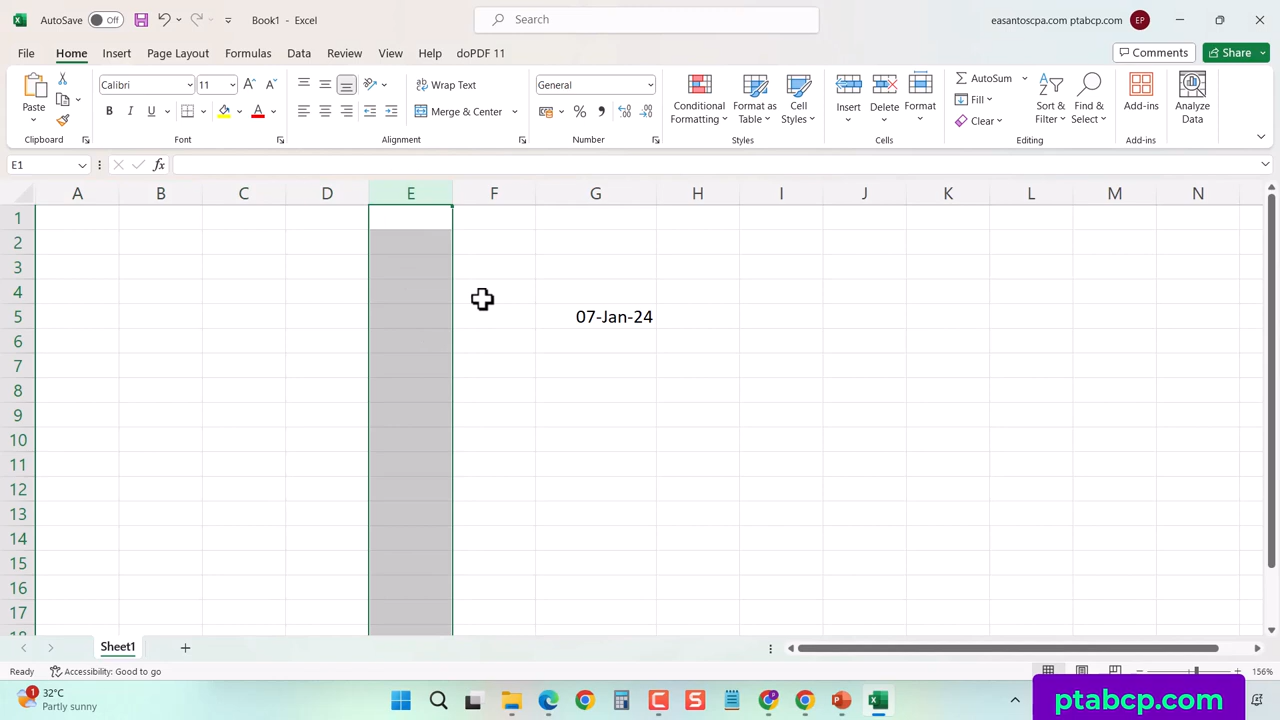 AutoSave Off Book1 - Excel Search easantoscpa.com ptabcp.com EP
File Home Insert Page Layout Formulas Data Review View Help doPDF 11 Comments Share
Paste Calibri 11 Wrap Text General Conditional Formatting Format as Table Cell Styles Insert Delete Format AutoSum Sort & Filter Find & Select Add-ins Analyze Data
B I U A Merge & Center % Fill
Clear
Clipboard Font Alignment Number Styles Cells Editing Add-ins
E1 fx
A B C D E F G H I J K L M N
1
2
3
4
5 07-Jan-24
6
7
8
9
10
11
12
13
14
15
16
17
18
Sheet1
Ready Accessibility: Good to go 156%
1 32°C
Partly sunny
ptabcp.com